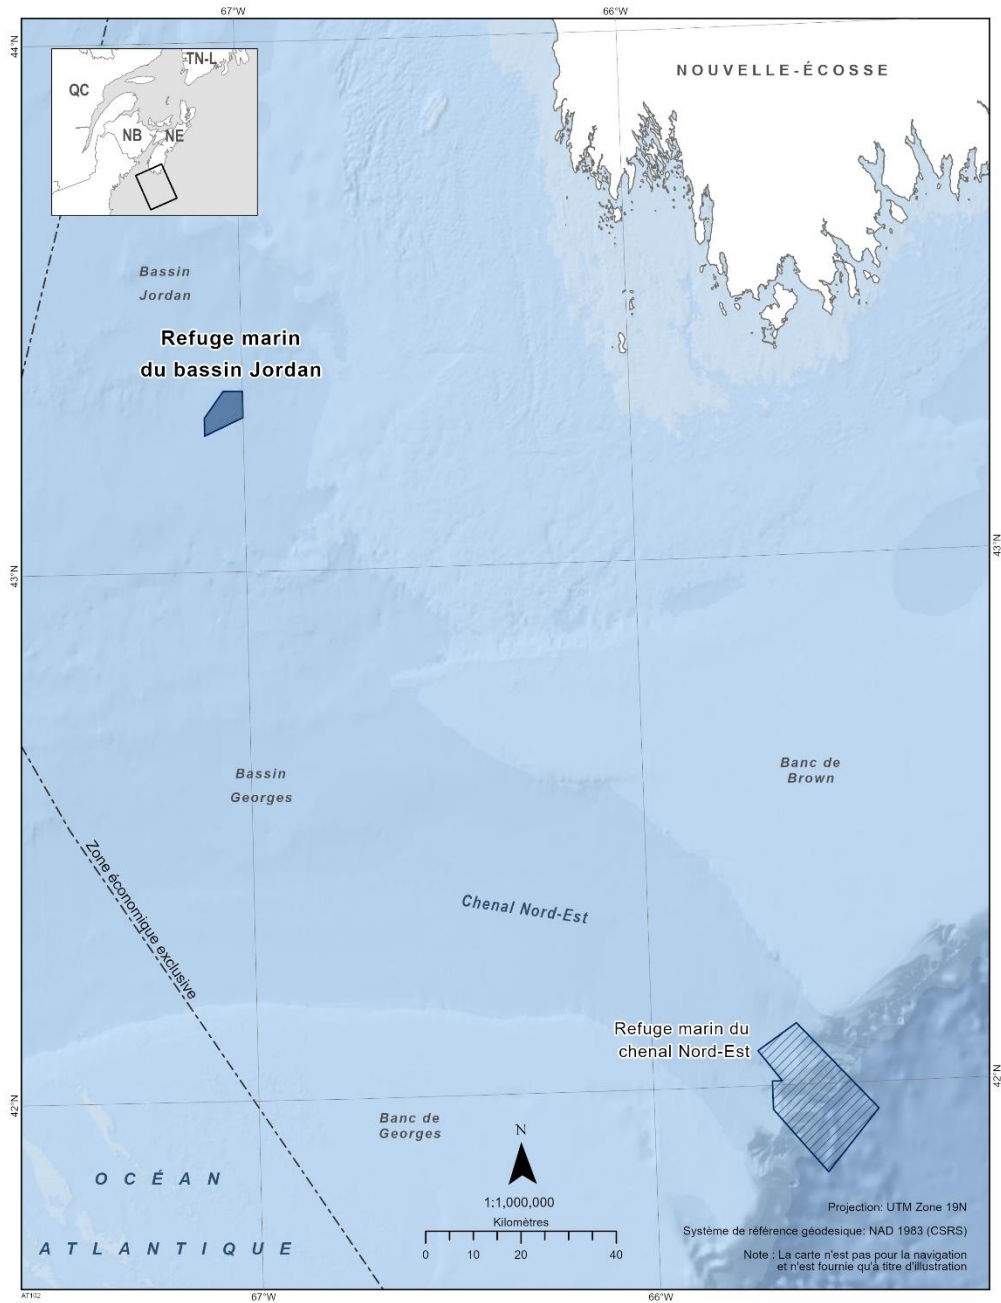 67°W
66°W
44°N
TN-L
QC
NB
NE
NOUVELLE-ÉCOSSE
Bassin
Jordan
Refuge marin
du bassin Jordan
43°N
43°N
Bassin
Georges
Banc de
Brown
Zone économique exclusive
Chenal Nord-Est
Refuge marin du
chenal Nord-Est
42°N
42°N
Banc de
Georges
N
1:1,000,000
Kilomètres
0 10 20 40
OCÉAN
ATLANTIQUE
Projection: UTM Zone 19N
Système de référence géodesique: NAD 1983 (CSRS)
Note : La carte n'est pas pour la navigation
et n'est fournie qu'à titre d'illustration
AT102
67°W
66°W